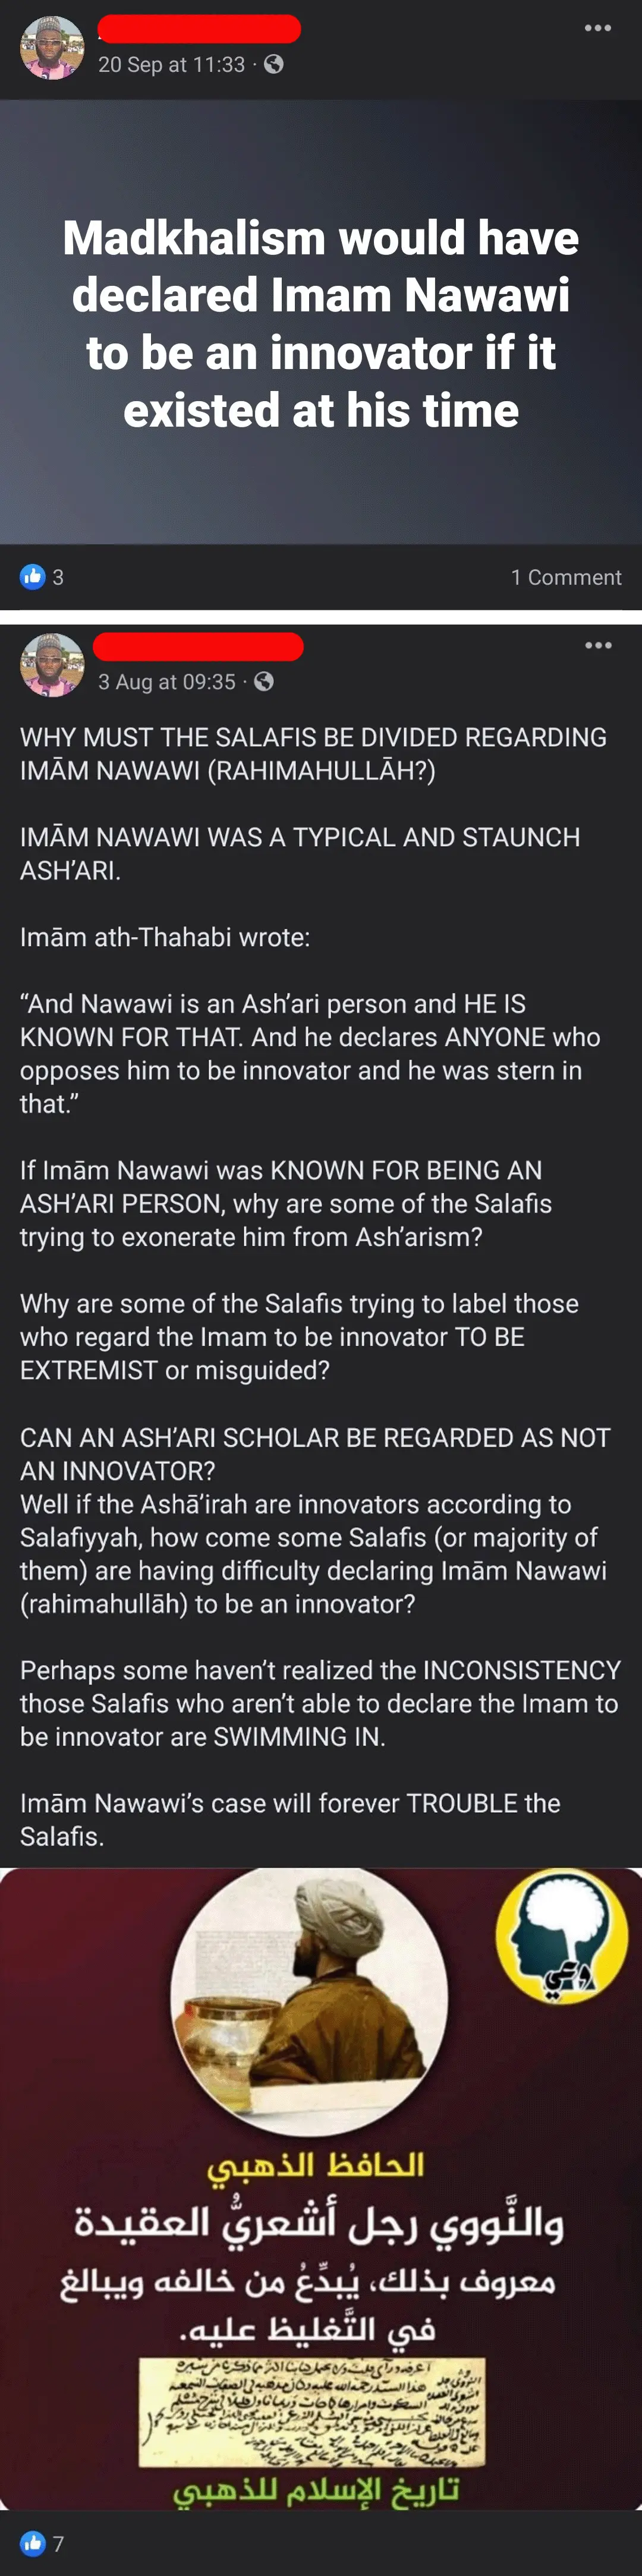 20 Sep at 11:33 ·
Madkhalism would have
declared Imam Nawawi
to be an innovator if it
existed at his time
3
1 Comment
3 Aug at 09:35 ·
WHY MUST THE SALAFIS BE DIVIDED REGARDING
IMĀM NAWAWI (RAHIMAHULLĀH?)
IMĀM NAWAWI WAS A TYPICAL AND STAUNCH
ASH’ARI.
Imām ath-Thahabi wrote:
“And Nawawi is an Ash’ari person and HE IS
KNOWN FOR THAT. And he declares ANYONE who
opposes him to be innovator and he was stern in
that.”
If Imām Nawawi was KNOWN FOR BEING AN
ASH’ARI PERSON, why are some of the Salafis
trying to exonerate him from Ash’arism?
Why are some of the Salafis trying to label those
who regard the Imam to be innovator TO BE
EXTREMIST or misguided?
CAN AN ASH’ARI SCHOLAR BE REGARDED AS NOT
AN INNOVATOR?
Well if the Ashā’irah are innovators according to
Salafiyyah, how come some Salafis (or majority of
them) are having difficulty declaring Imām Nawawi
(rahimahullāh) to be an innovator?
Perhaps some haven’t realized the INCONSISTENCY
those Salafis who aren’t able to declare the Imam to
be innovator are SWIMMING IN.
Imām Nawawi’s case will forever TROUBLE the
Salafis.
وعي
الحافظ الذهبي
والنَّووي رجل أشعريُّ العقيدة
معروف بذلك، يُبدِّعُ من خالفه ويبالغ
في التَّغليظ عليه.
تاريخ الإسلام للذهبي
7